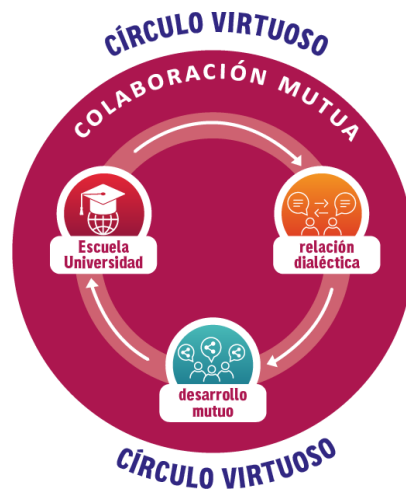 CÍRCULO VIRTUOSO
COLABORACIÓN MUTUA
Escuela
Universidad
relación
dialéctica
desarrollo
mutuo
CÍRCULO VIRTUOSO